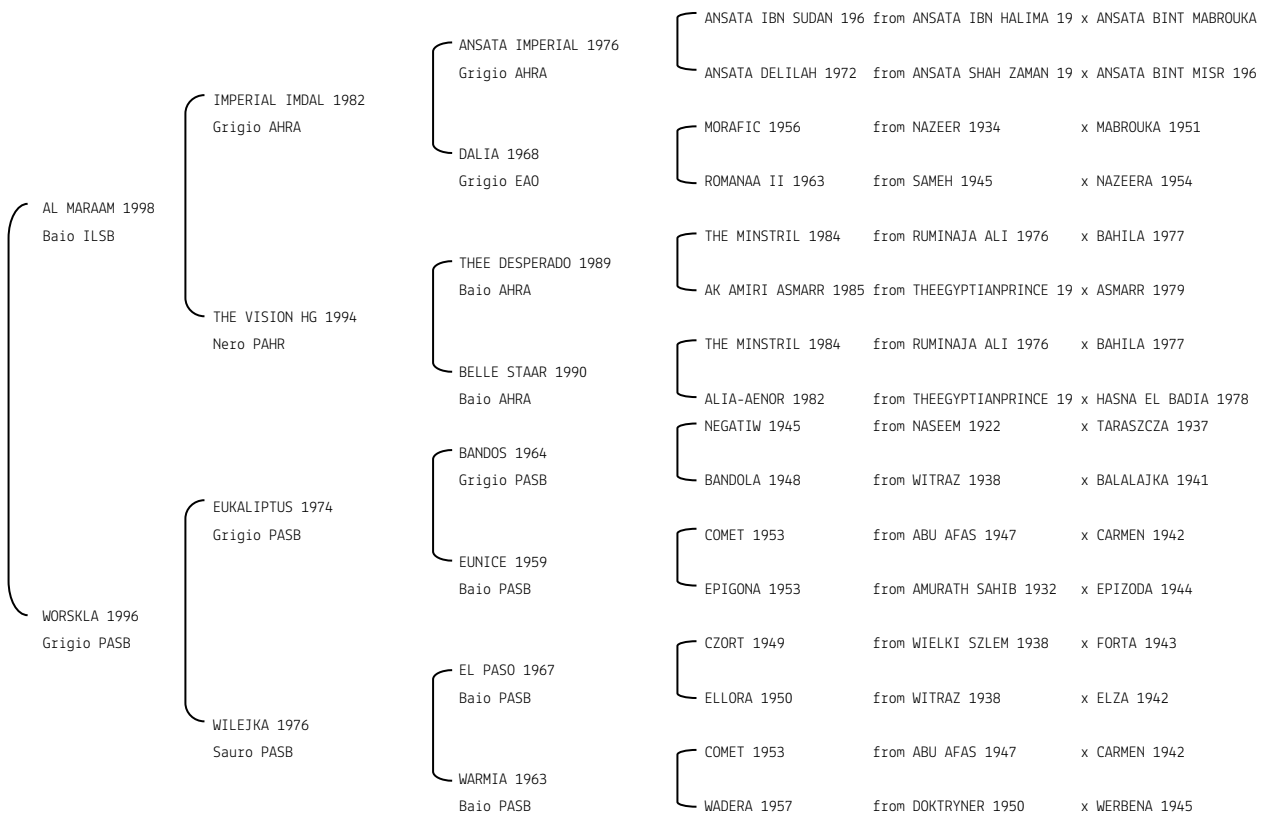 ANSATA IBN SUDAN 196 from ANSATA IBN HALIMA 19 x ANSATA BINT MABROUKA
ANSATA IMPERIAL 1976
Grigio AHRA
ANSATA DELILAH 1972 from ANSATA SHAH ZAMAN 19 x ANSATA BINT MISR 196
IMPERIAL IMDAL 1982
Grigio AHRA
MORAFIC 1956 from NAZEER 1934 x MABROUKA 1951
DALIA 1968
Grigio EAO
ROMANAA II 1963 from SAMEH 1945 x NAZEERA 1954
AL MARAAM 1998
Baio ILSB
THE MINSTRIL 1984 from RUMINAJA ALI 1976 x BAHILA 1977
THEE DESPERADO 1989
Baio AHRA
AK AMIRI ASMARR 1985 from THEEGYPTIANPRINCE 19 x ASMARR 1979
THE VISION HG 1994
Nero PAHR
THE MINSTRIL 1984 from RUMINAJA ALI 1976 x BAHILA 1977
BELLE STAAR 1990
Baio AHRA
ALIA-AENOR 1982 from THEEGYPTIANPRINCE 19 x HASNA EL BADIA 1978
NEGATIW 1945 from NASEEM 1922 x TARASZCZA 1937
BANDOS 1964
Grigio PASB
BANDOLA 1948 from WITRAZ 1938 x BALALAJKA 1941
EUKALIPTUS 1974
Grigio PASB
COMET 1953 from ABU AFAS 1947 x CARMEN 1942
EUNICE 1959
Baio PASB
EPIGONA 1953 from AMURATH SAHIB 1932 x EPIZODA 1944
WORSKLA 1996
Grigio PASB
CZORT 1949 from WIELKI SZLEM 1938 x FORTA 1943
EL PASO 1967
Baio PASB
ELLORA 1950 from WITRAZ 1938 x ELZA 1942
WILEJKA 1976
Sauro PASB
COMET 1953 from ABU AFAS 1947 x CARMEN 1942
WARMIA 1963
Baio PASB
WADERA 1957 from DOKTRYNER 1950 x WERBENA 1945